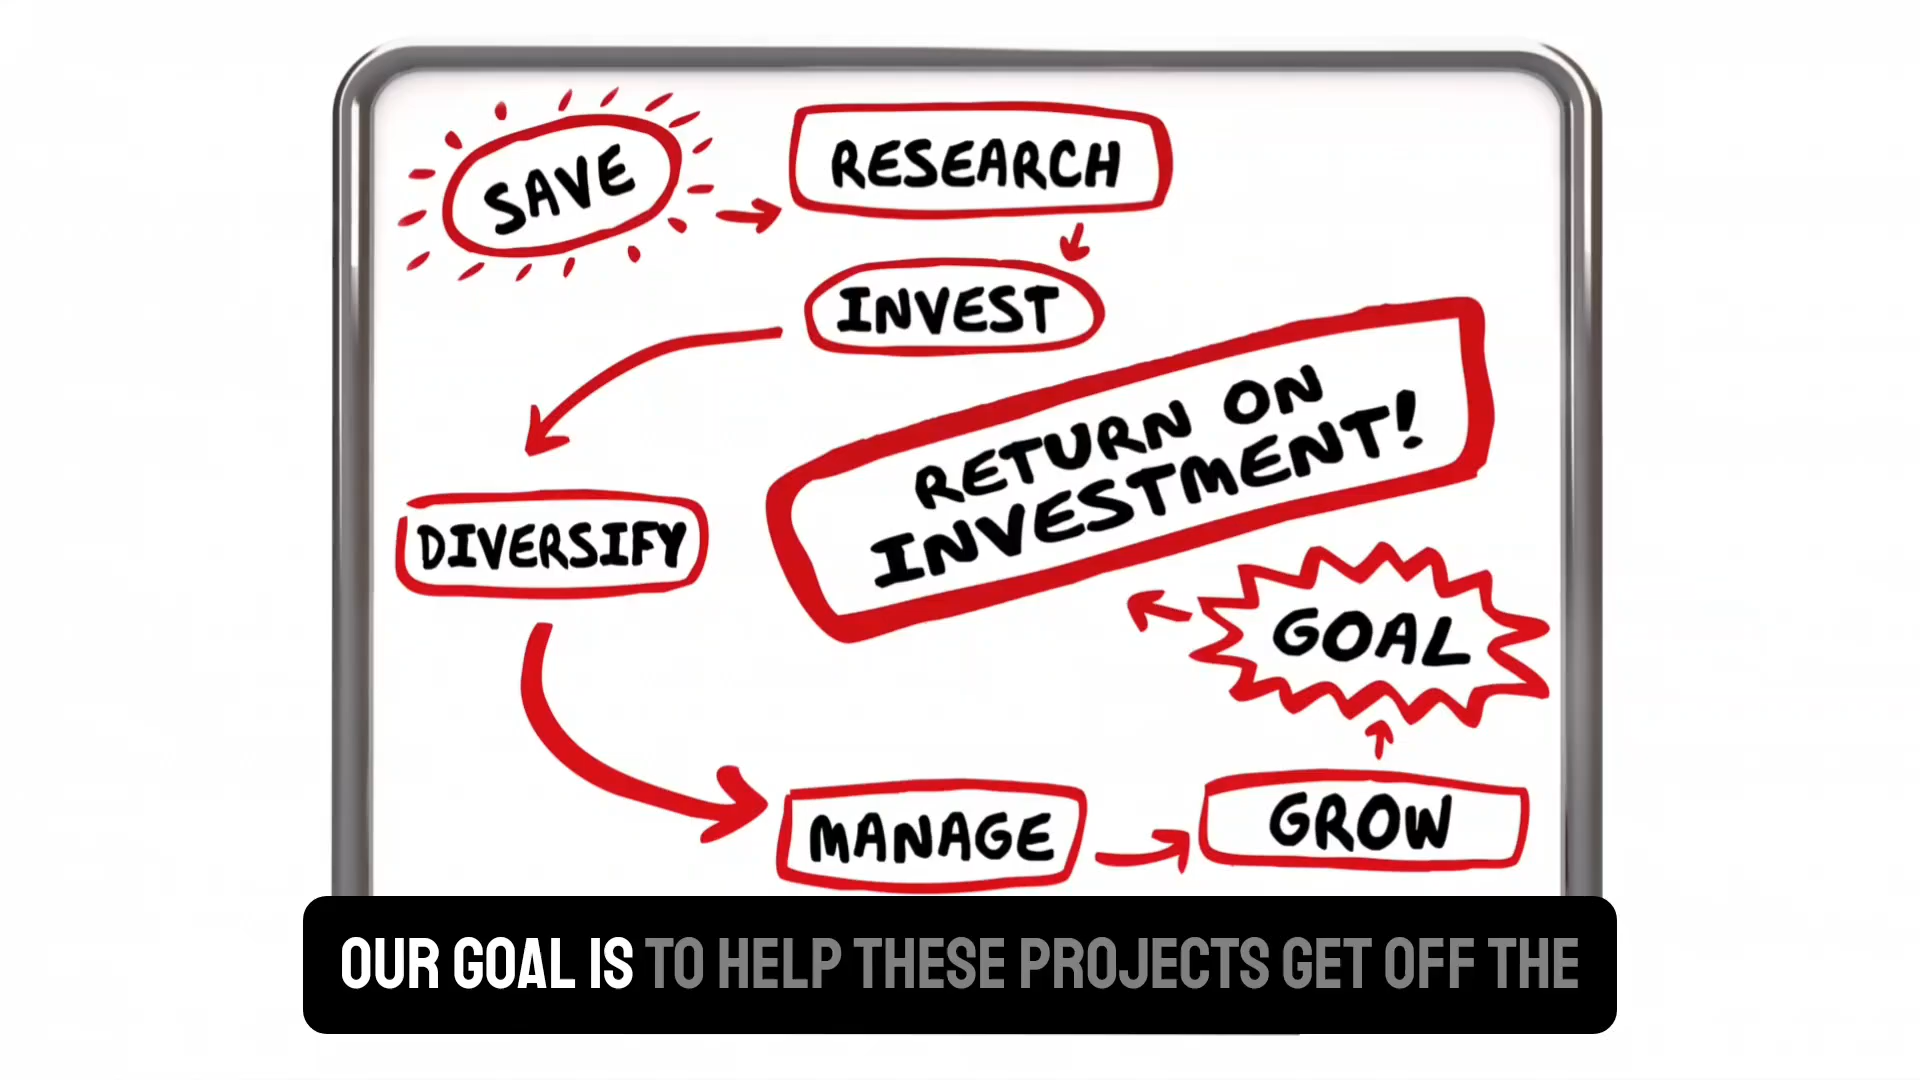 SAVE
RESEARCH
INVEST
RETURN ON
INVESTMENT!
DIVERSIFY
GOAL
MANAGE
GROW
OUR GOAL IS TO HELP THESE PROJECTS GET OFF THE